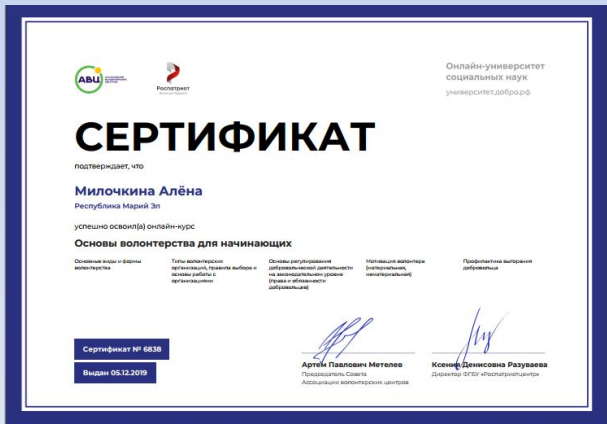 АВЦ
АССОЦИАЦИЯ
ВОЛОНТЕРСКИХ
ЦЕНТРОВ
Роспатриот
Онлайн-университет
социальных наук
университет.добро.рф
СЕРТИФИКАТ
подтверждает, что
Милочкина Алёна
Республика Марий Эл
успешно освоил(а) онлайн-курс
Основы волонтерства для начинающих
Основные виды и формы
волонтерства
Типы волонтерских
организаций, правила выбора и
основы работы с
организациями
Основы регулирования
добровольческой деятельности
на законодательном уровне
(права и обязанности
добровольцев)
Мотивация волонтера
(материальная,
нематериальная)
Профилактика выгорания
добровольца
Сертификат № 6838
Выдан 05.12.2019
Артем Павлович Метелев
Председатель Совета
Ассоциации волонтерских центров
Ксения Денисовна Разуваева
Директор ФГБУ «Роспатриотцентр»